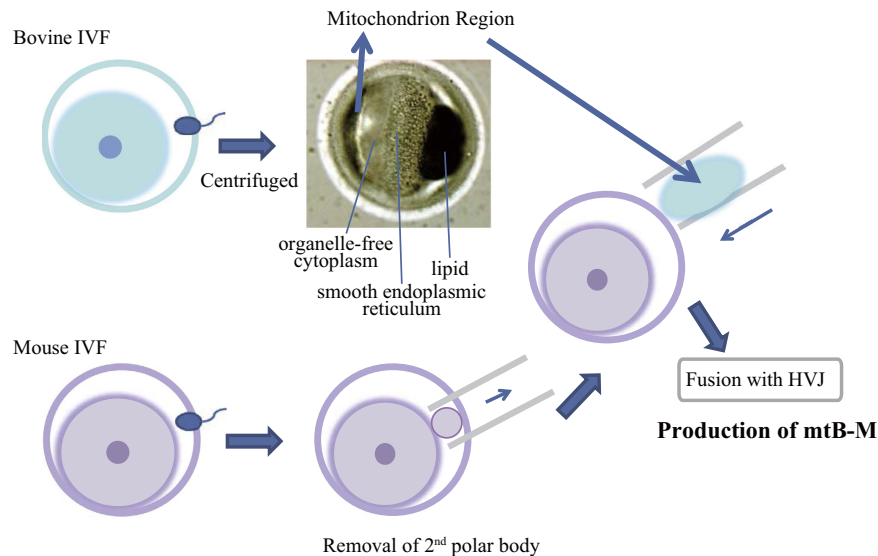 Mitochondrion Region
Bovine IVF
Centrifuged
organelle-free
cytoplasm
lipid
smooth endoplasmic
reticulum
Mouse IVF
Fusion with HVJ
Production of mtB-M
Removal of 2nd polar body